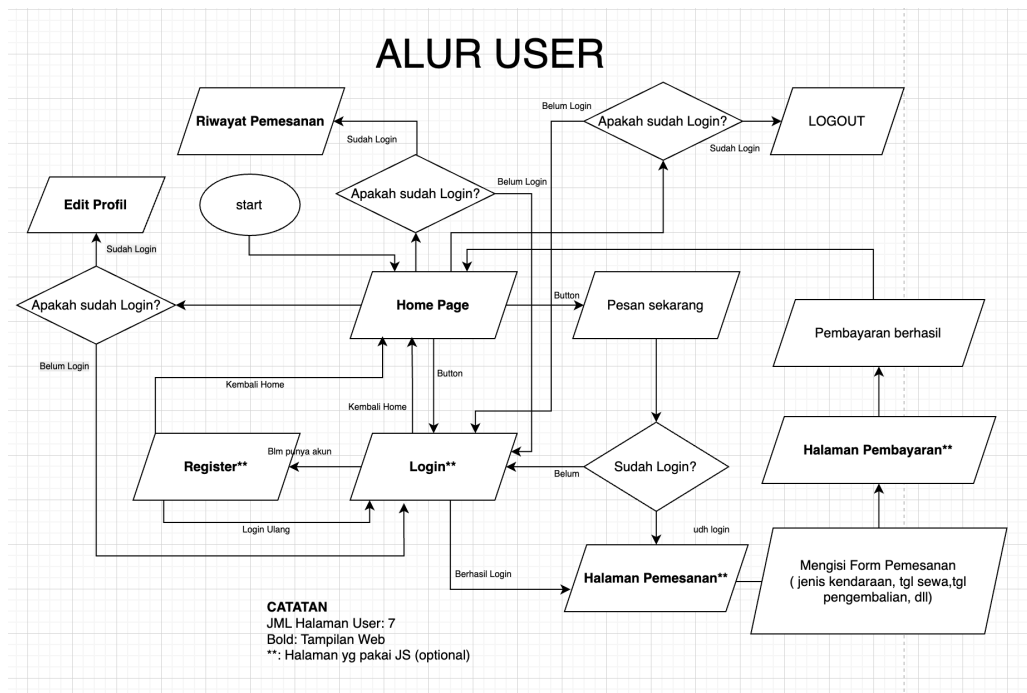 ALUR USER
Riwayat Pemesanan
Sudah Login
Apakah sudah Login?
Belum Login
Belum Login
Apakah sudah Login?
Sudah Login
LOGOUT
Edit Profil
Sudah Login
Apakah sudah Login?
Belum Login
start
Home Page
Button
Pesan sekarang
Pembayaran berhasil
Kembali Home
Kembali Home
Button
Register**
Blm punya akun
Login**
Belum
Sudah Login?
Halaman Pembayaran**
Login Ulang
udh login
Berhasil Login
Halaman Pemesanan**
Mengisi Form Pemesanan
( jenis kendaraan, tgl sewa,tgl
pengembalian, dll)
CATATAN
JML Halaman User: 7
Bold: Tampilan Web
**: Halaman yg pakai JS (optional)